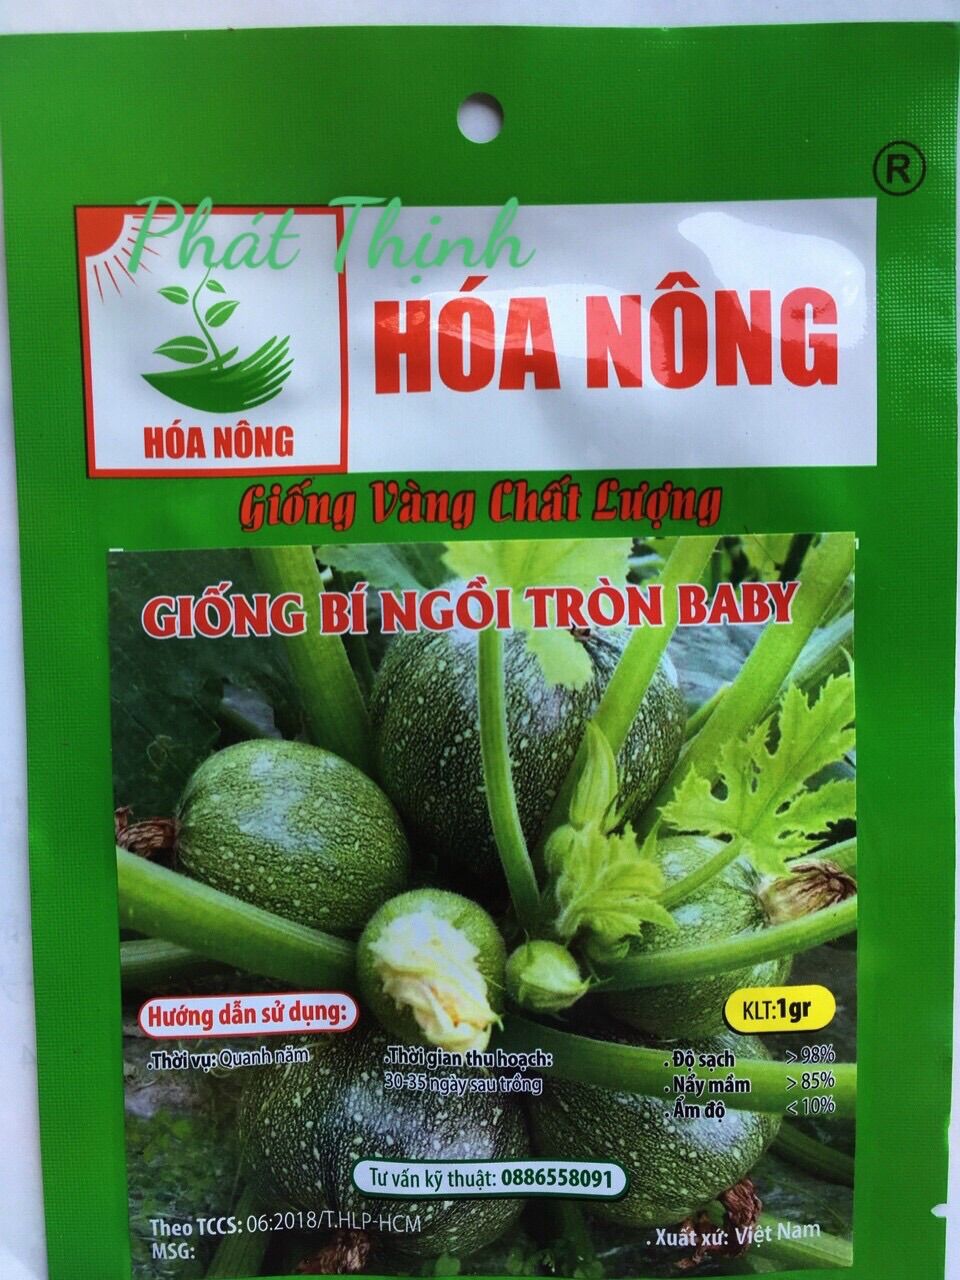 ®
Phát Thịnh
HÓA NÔNG
HÓA NÔNG
Giống Vàng Chất Lượng
GIỐNG BÍ NGỒI TRÒN BABY
Hướng dẫn sử dụng:
KLT:1gr
.Thời vụ: Quanh năm
.Thời gian thu hoạch:
30-35 ngày sau trồng
. Độ sạch > 98%
. Nẩy mầm > 85%
. Ẩm độ < 10%
Tư vấn kỹ thuật: 0886558091
Theo TCCS: 06:2018/T.HLP-HCM
MSG:
. Xuất xứ: Việt Nam